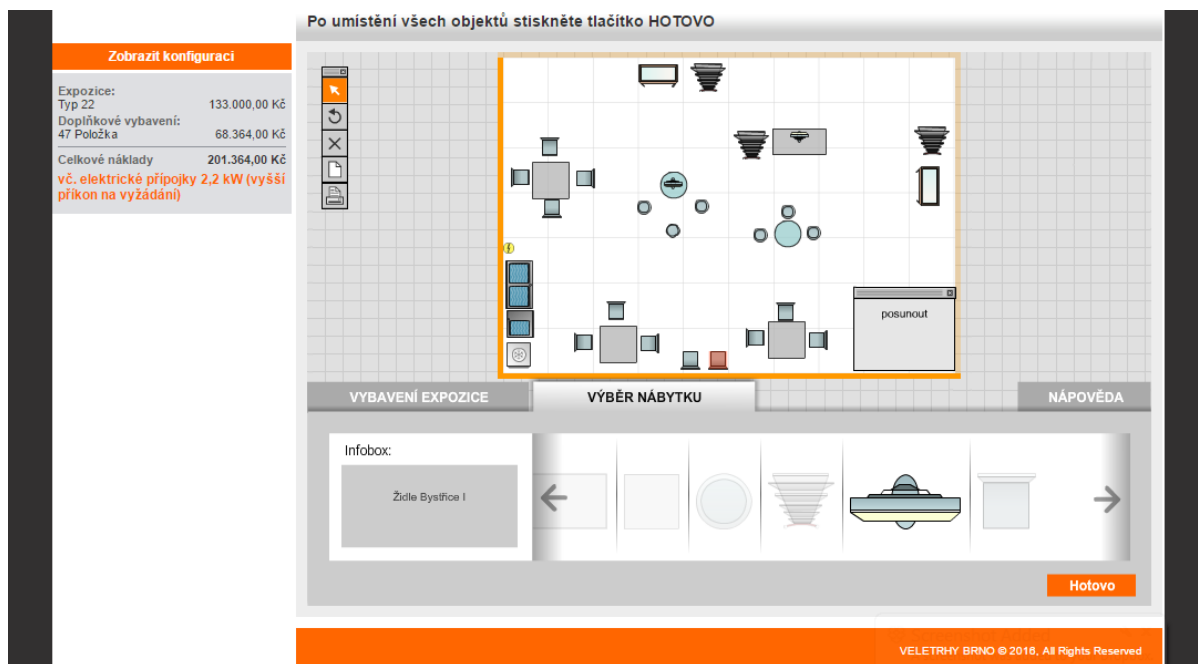 Po umístění všech objektů stiskněte tlačítko HOTOVO
Zobrazit konfiguraci
Expozice:
Typ 22 133.000,00 Kč
Doplňkové vybavení:
47 Položka 68.364,00 Kč
Celkové náklady 201.364,00 Kč
vč. elektrické přípojky 2,2 kW (vyšší
příkon na vyžádání)
posunout
VYBAVENÍ EXPOZICE
VÝBĚR NÁBYTKU
NÁPOVĚDA
Infobox:
Židle Bystřice I
Hotovo
VELETRHY BRNO © 2016, All Rights Reserved